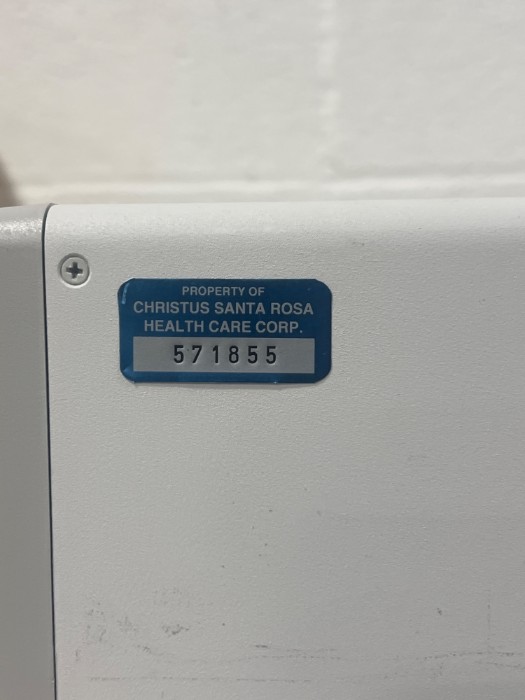 PROPERTY OF
CHRISTUS SANTA ROSA
HEALTH CARE CORP.
571855